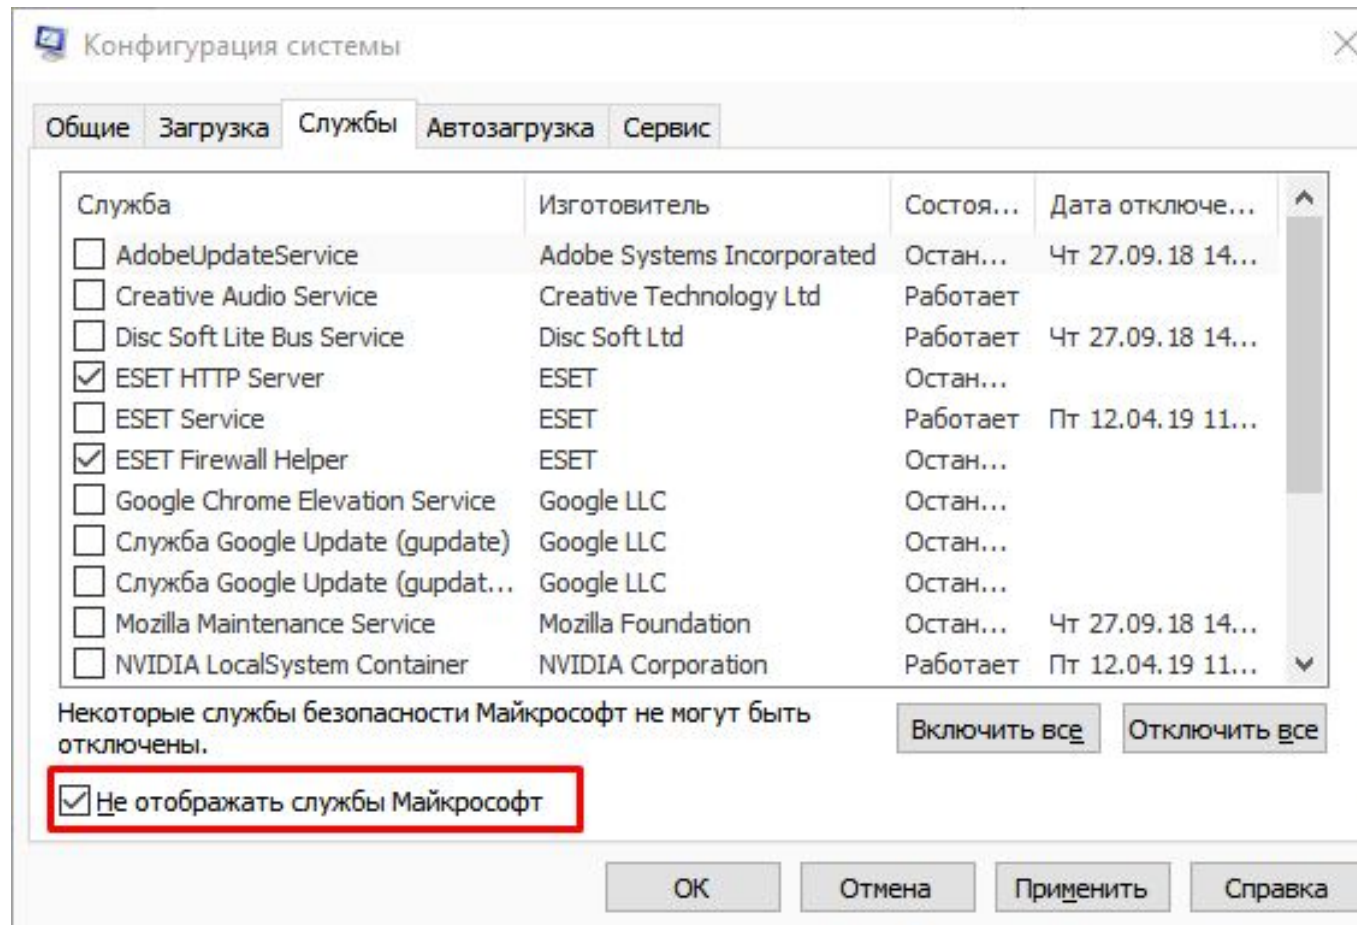 Конфигурация системы
Общие Загрузка Службы Автозагрузка Сервис
Служба Изготовитель Состоя... Дата отключе...
AdobeUpdateService Adobe Systems Incorporated Остан... Чт 27.09.18 14...
Creative Audio Service Creative Technology Ltd Работает
Disc Soft Lite Bus Service Disc Soft Ltd Работает Чт 27.09.18 14...
ESET HTTP Server ESET Остан...
ESET Service ESET Работает Пт 12.04.19 11...
ESET Firewall Helper ESET Остан...
Google Chrome Elevation Service Google LLC Остан...
Служба Google Update (gupdate) Google LLC Остан...
Служба Google Update (gupdat... Google LLC Остан...
Mozilla Maintenance Service Mozilla Foundation Остан... Чт 27.09.18 14...
NVIDIA LocalSystem Container NVIDIA Corporation Работает Пт 12.04.19 11...
Некоторые службы безопасности Майкрософт не могут быть
отключены.
Включить все Отключить все
Не отображать службы Майкрософт
ОК Отмена Применить Справка